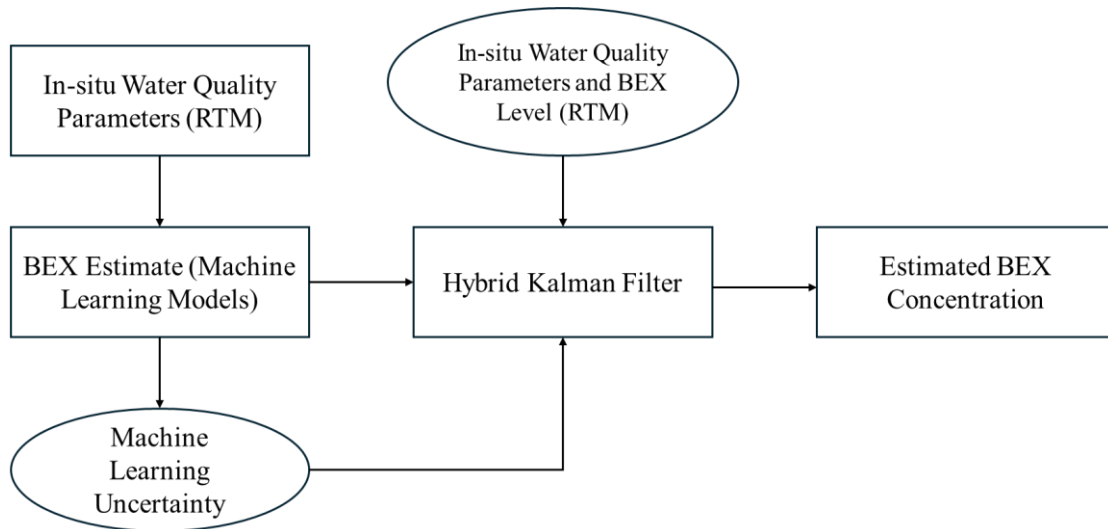 In-situ Water Quality
Parameters (RTM)
In-situ Water Quality
Parameters and BEX
Level (RTM)
BEX Estimate (Machine
Learning Models)
Hybrid Kalman Filter
Estimated BEX
Concentration
Machine
Learning
Uncertainty